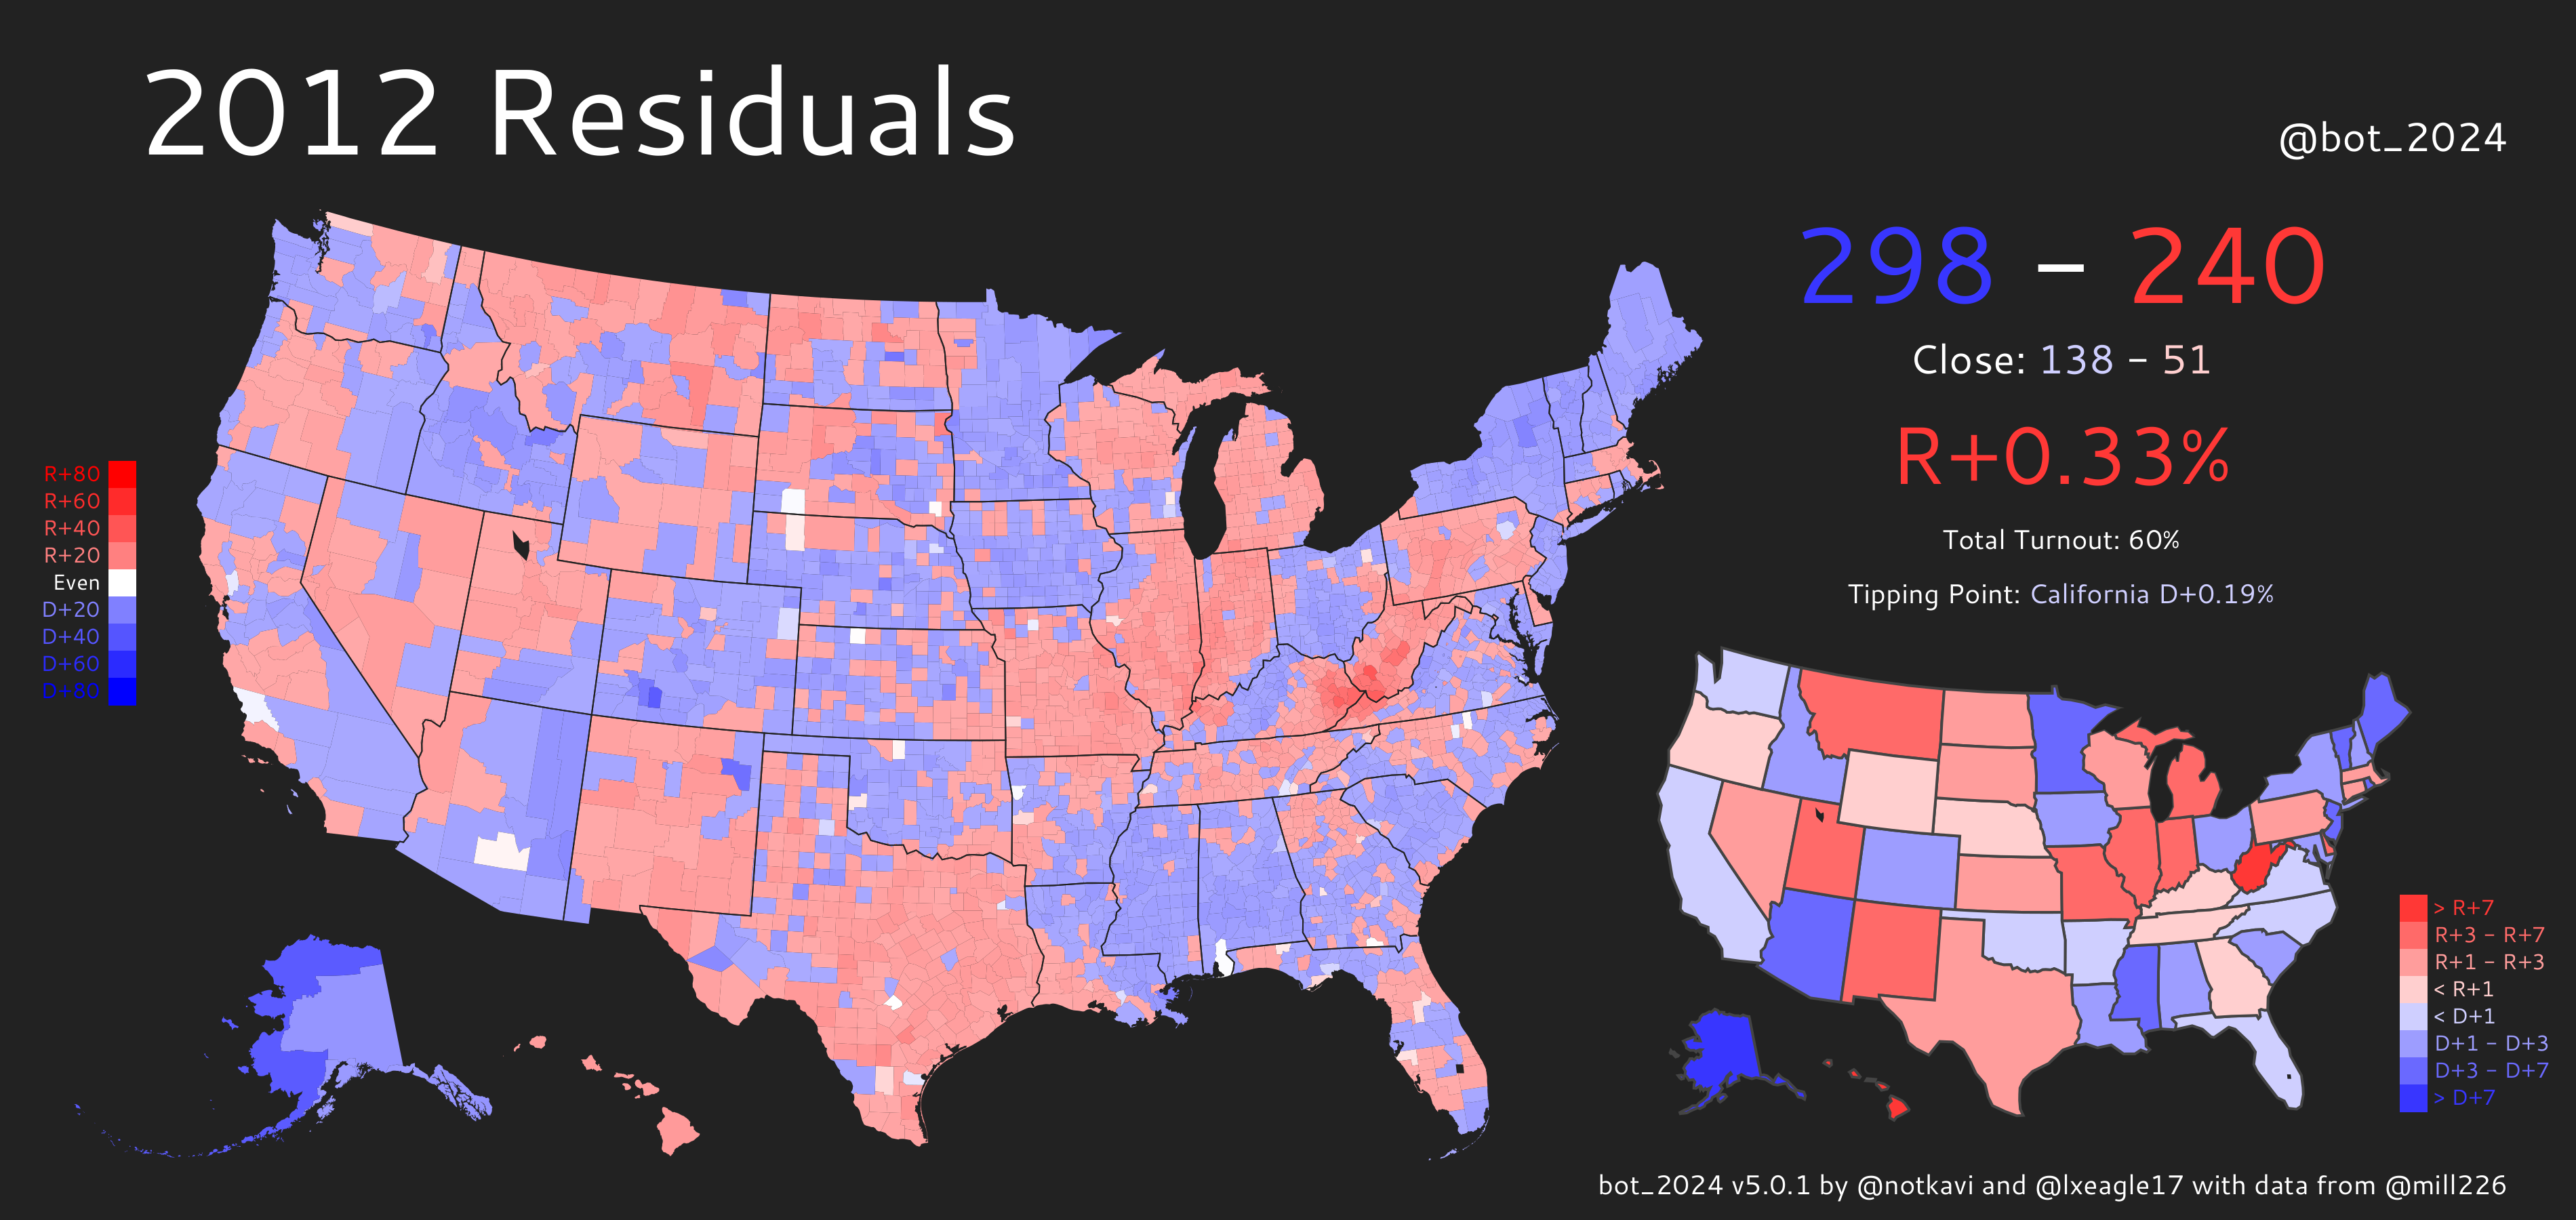 2012 Residuals
@bot_2024
298 – 240
Close: 138 – 51
R+0.33%
Total Turnout: 60%
Tipping Point: California D+0.19%
R+80
R+60
R+40
R+20
Even
D+20
D+40
D+60
D+80
> R+7
R+3 – R+7
R+1 – R+3
< R+1
< D+1
D+1 – D+3
D+3 – D+7
> D+7
bot_2024 v5.0.1 by @notkavi and @lxeagle17 with data from @mill226